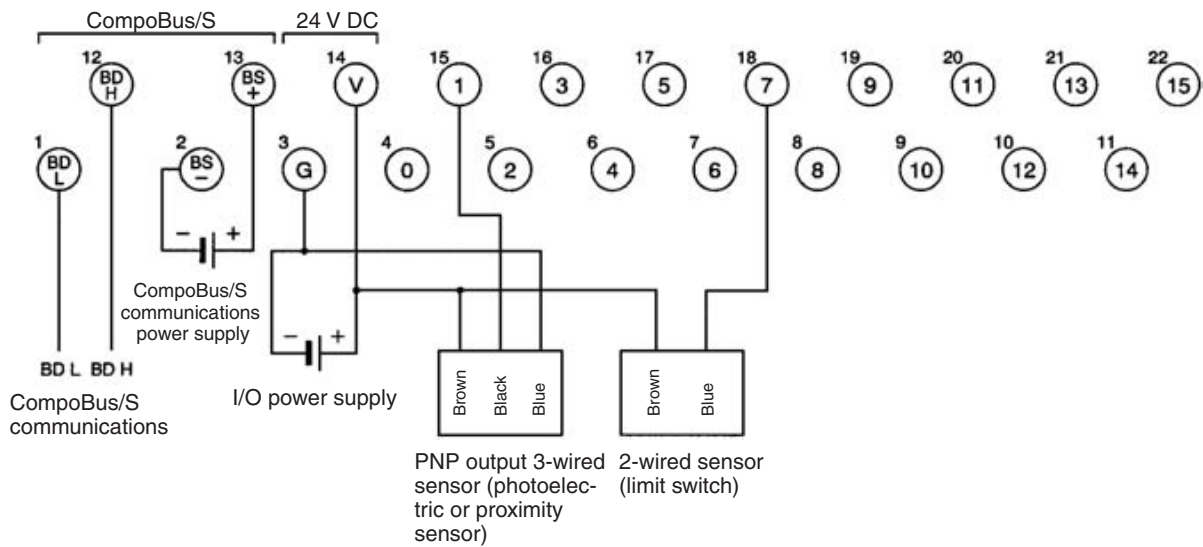 CompoBus/S 24 V DC
12 13 14 15 16 17 18 19 20 21 22
BD H BS + V 1 3 5 7 9 11 13 15
1 2 3 4 5 6 7 8 9 10 11
BD L BS – G 0 2 4 6 8 10 12 14
– +
CompoBus/S
communications
power supply
– +
BD L BD H
CompoBus/S
communications
I/O power supply
Brown Black Blue
Brown Blue
PNP output 3-wired
sensor (photoelec-
tric or proximity
sensor)
2-wired sensor
(limit switch)